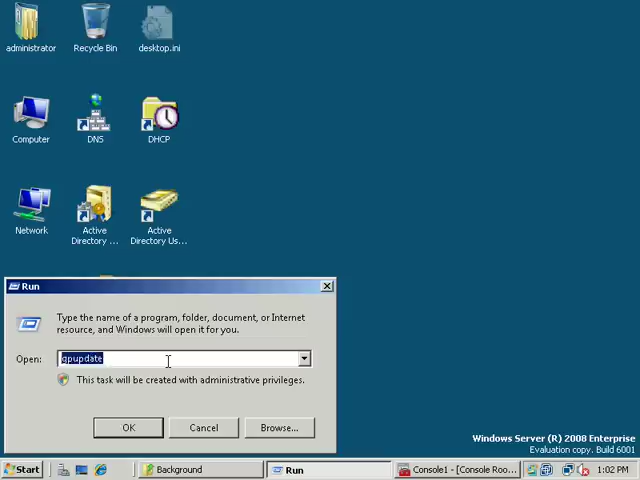 administrator
Recycle Bin
desktop.ini
Computer
DNS
DHCP
Network
Active
Directory ...
Active
Directory Us...
Run
Type the name of a program, folder, document, or Internet
resource, and Windows will open it for you.
Open: gpupdate
This task will be created with administrative privileges.
OK Cancel Browse...
Windows Server (R) 2008 Enterprise
Evaluation copy. Build 6001
Start Background Run Console1 - [Console Roo... 1:02 PM